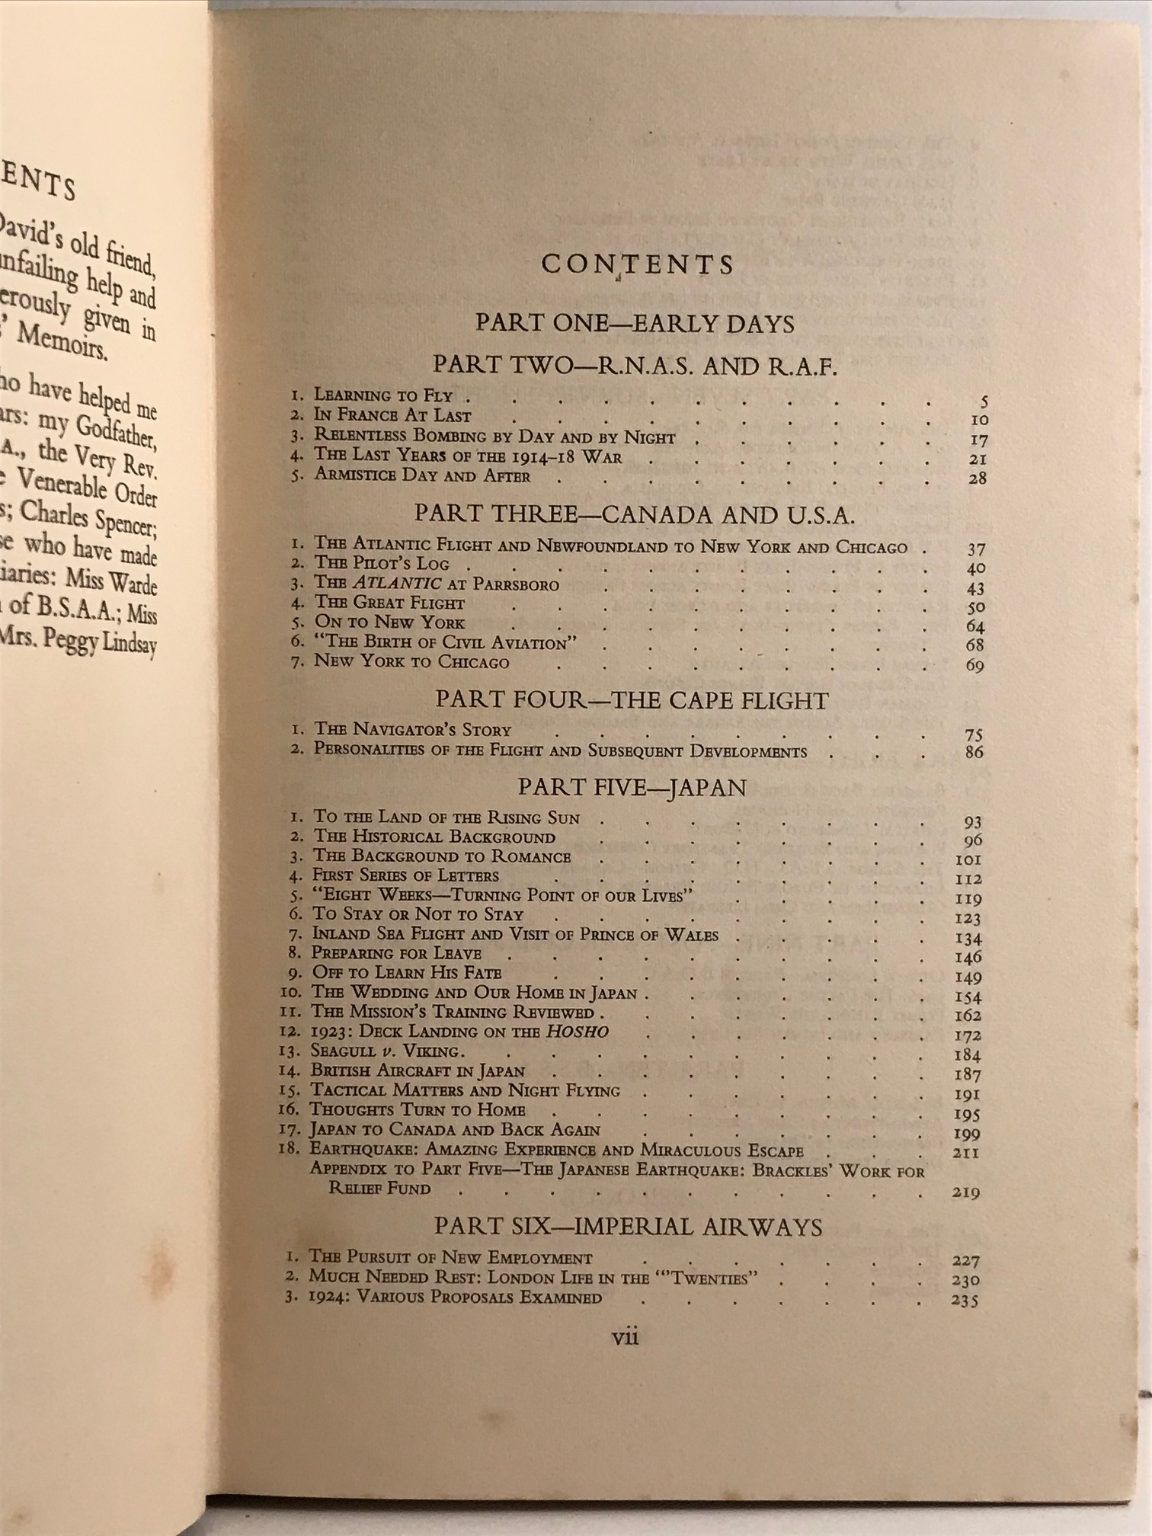 ENTS
David's old friend,
unfailing help and
erously given in
' Memoirs.
who have helped me
ars: my Godfather,
A., the Very Rev.
Venerable Order
s; Charles Spencer;
se who have made
iaries: Miss Warde
of B.S.A.A.; Miss
Mrs. Peggy Lindsay
CONTENTS
PART ONE—EARLY DAYS
PART TWO—R.N.A.S. AND R.A.F.
1. Learning to Fly . . . . . . . . . . . 5
2. In France At Last . . . . . . . . . . 10
3. Relentless Bombing by Day and by Night . . . . . . 17
4. The Last Years of the 1914–18 War . . . . . . . 21
5. Armistice Day and After . . . . . . . . . 28
PART THREE—CANADA AND U.S.A.
1. The Atlantic Flight and Newfoundland to New York and Chicago . 37
2. The Pilot's Log . . . . . . . . . . . 40
3. The Atlantic at Parrsboro . . . . . . . . 43
4. The Great Flight . . . . . . . . . . 50
5. On to New York . . . . . . . . . . 64
6. "The Birth of Civil Aviation" . . . . . . . . 68
7. New York to Chicago . . . . . . . . . 69
PART FOUR—THE CAPE FLIGHT
1. The Navigator's Story . . . . . . . . . 75
2. Personalities of the Flight and Subsequent Developments . . . 86
PART FIVE—JAPAN
1. To the Land of the Rising Sun . . . . . . . . 93
2. The Historical Background . . . . . . . . 96
3. The Background to Romance . . . . . . . . 101
4. First Series of Letters . . . . . . . . . 112
5. "Eight Weeks—Turning Point of our Lives" . . . . . 119
6. To Stay or Not to Stay . . . . . . . . . 123
7. Inland Sea Flight and Visit of Prince of Wales . . . . . 134
8. Preparing for Leave . . . . . . . . . . 146
9. Off to Learn His Fate . . . . . . . . . 149
10. The Wedding and Our Home in Japan . . . . . . . 154
11. The Mission's Training Reviewed . . . . . . . . 162
12. 1923: Deck Landing on the Hosho . . . . . . . 172
13. Seagull v. Viking. . . . . . . . . . . 184
14. British Aircraft in Japan . . . . . . . . . 187
15. Tactical Matters and Night Flying . . . . . . . 191
16. Thoughts Turn to Home . . . . . . . . . 195
17. Japan to Canada and Back Again . . . . . . . 199
18. Earthquake: Amazing Experience and Miraculous Escape . . . 211
Appendix to Part Five—The Japanese Earthquake: Brackles' Work for
Relief Fund . . . . . . . . . . . 219
PART SIX—IMPERIAL AIRWAYS
1. The Pursuit of New Employment . . . . . . . 227
2. Much Needed Rest: London Life in the "'Twenties" . . . . 230
3. 1924: Various Proposals Examined . . . . . . . 235
vii